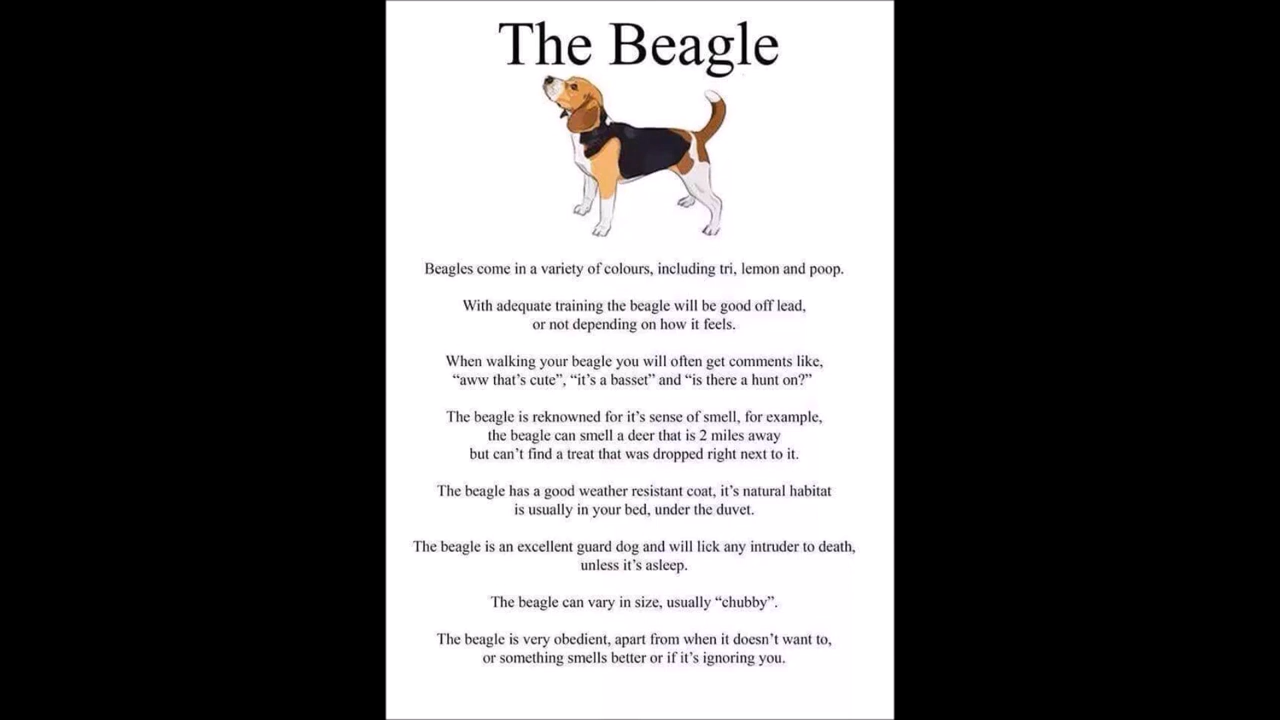 The Beagle
Beagles come in a variety of colours, including tri, lemon and poop.
With adequate training the beagle will be good off lead,
or not depending on how it feels.
When walking your beagle you will often get comments like,
“aww that’s cute”, “it’s a basset” and “is there a hunt on?”
The beagle is reknowned for it’s sense of smell, for example,
the beagle can smell a deer that is 2 miles away
but can’t find a treat that was dropped right next to it.
The beagle has a good weather resistant coat, it’s natural habitat
is usually in your bed, under the duvet.
The beagle is an excellent guard dog and will lick any intruder to death,
unless it’s asleep.
The beagle can vary in size, usually “chubby”.
The beagle is very obedient, apart from when it doesn’t want to,
or something smells better or if it’s ignoring you.